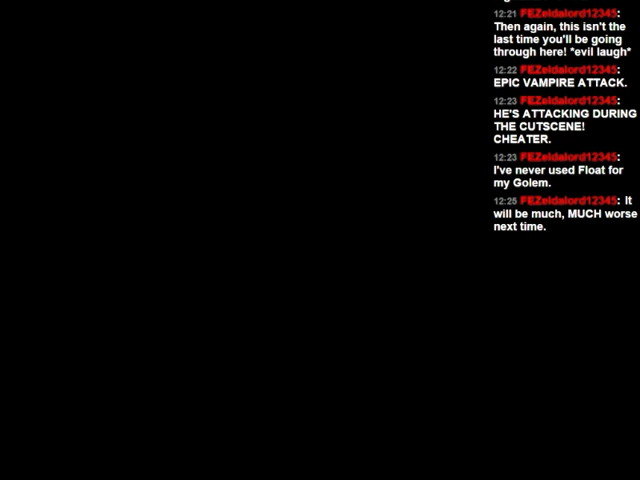 12:21 FEZeldalord12345:
Then again, this isn't the
last time you'll be going
through here! *evil laugh*
12:22 FEZeldalord12345:
EPIC VAMPIRE ATTACK.
12:23 FEZeldalord12345:
HE'S ATTACKING DURING
THE CUTSCENE!
CHEATER.
12:23 FEZeldalord12345:
I've never used Float for
my Golem.
12:25 FEZeldalord12345: It
will be much, MUCH worse
next time.